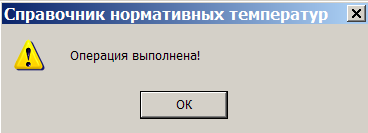 Справочник нормативных температур
Операция выполнена!
OK